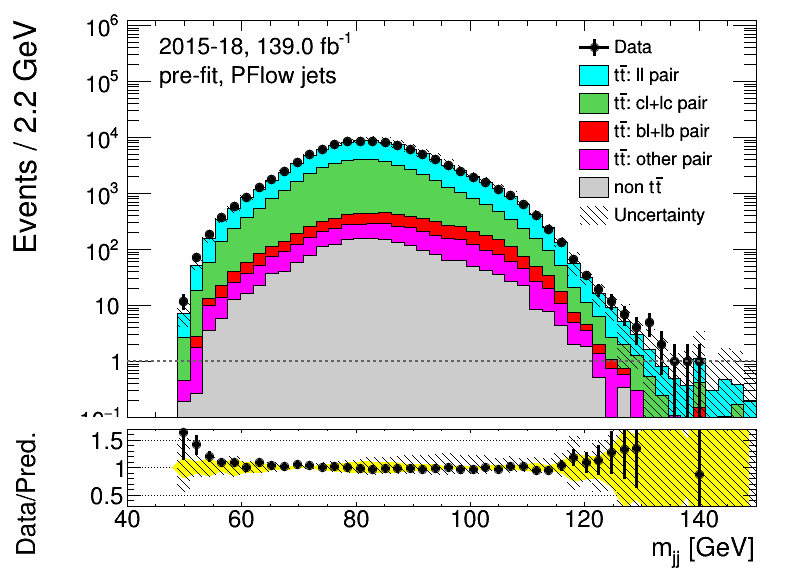 Events / 2.2 GeV
10⁶
10⁵
10⁴
10³
10²
10
1
10⁻¹
2015-18, 139.0 fb⁻¹
pre-fit, PFlow jets
Data
tt̄: ll pair
tt̄: cl+lc pair
tt̄: bl+lb pair
tt̄: other pair
non tt̄
Uncertainty
Data/Pred.
1.5
1
0.5
40 60 80 100 120 140
m_jj [GeV]